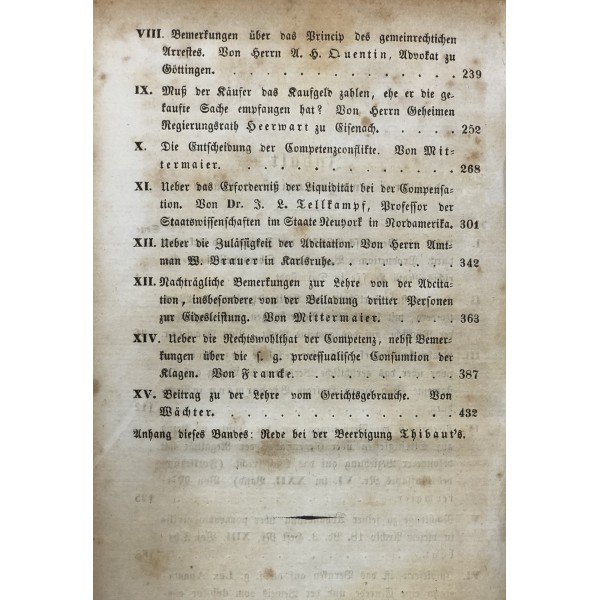 VIII. Bemerkungen über das Princip des gemeinrechtlichen
Arrestes. Von Herrn A. H. Quentin, Advokat zu
Göttingen. . . . . . . . . . . . . 239
IX. Muß der Käufer das Kaufgeld zahlen, ehe er die ge-
kaufte Sache empfangen hat? Von Herrn Geheimen
Regierungsrath Heerwart zu Eisenach. . . . . . 252
X. Die Entscheidung der Competenzconflikte. Von Mit-
termaier. . . . . . . . . . . . . 268
XI. Ueber das Erforderniß der Liquidität bei der Compensa-
tion. Von Dr. J. L. Tellkampf, Professor der
Staatswissenschaften im Staate Neuyork in Nordamerika. 301
XII. Ueber die Zulässigkeit der Adcitation. Von Herrn Amt-
man W. Brauer in Karlsruhe. . . . . . . . 342
XII. Nachträgliche Bemerkungen zur Lehre von der Adcita-
tion, insbesondere von der Beiladung dritter Personen
zur Eidesleistung. Von Mittermaier. . . . . . 363
XIV. Ueber die Rechtswohlthat der Competenz, nebst Bemer-
kungen über die s. g. processualische Consumtion der
Klagen. Von Francke. . . . . . . . . 387
XV. Beitrag zu der Lehre vom Gerichtsgebrauche. Von
Wächter. . . . . . . . . . . . . 432
Anhang dieses Bandes: Rede bei der Beerdigung Thibaut's.